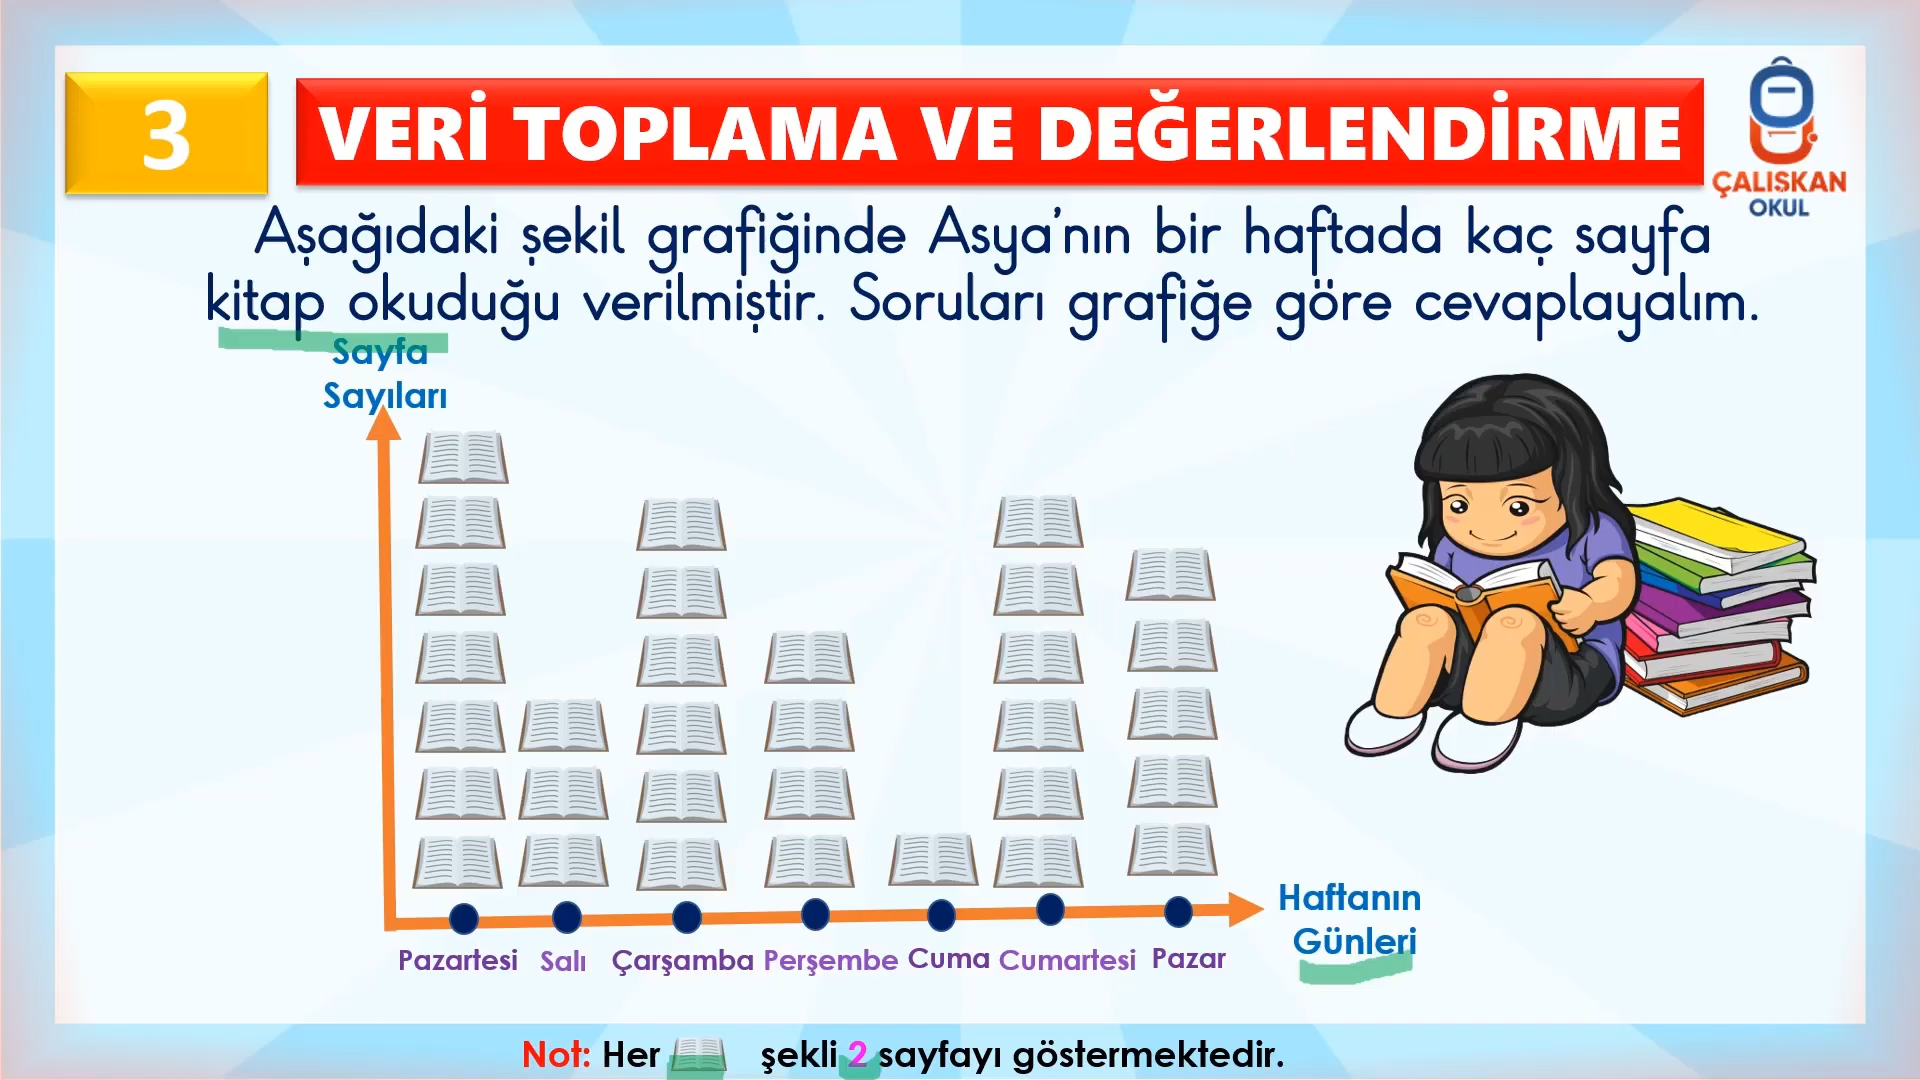 3
VERİ TOPLAMA VE DEĞERLENDİRME
ÇALIŞKAN
OKUL
Aşağıdaki şekil grafiğinde Asya'nın bir haftada kaç sayfa
kitap okuduğu verilmiştir. Soruları grafiğe göre cevaplayalım.
Sayfa
Sayıları
Haftanın
Günleri
Pazartesi Salı Çarşamba Perşembe Cuma Cumartesi Pazar
Not: Her şekli 2 sayfayı göstermektedir.